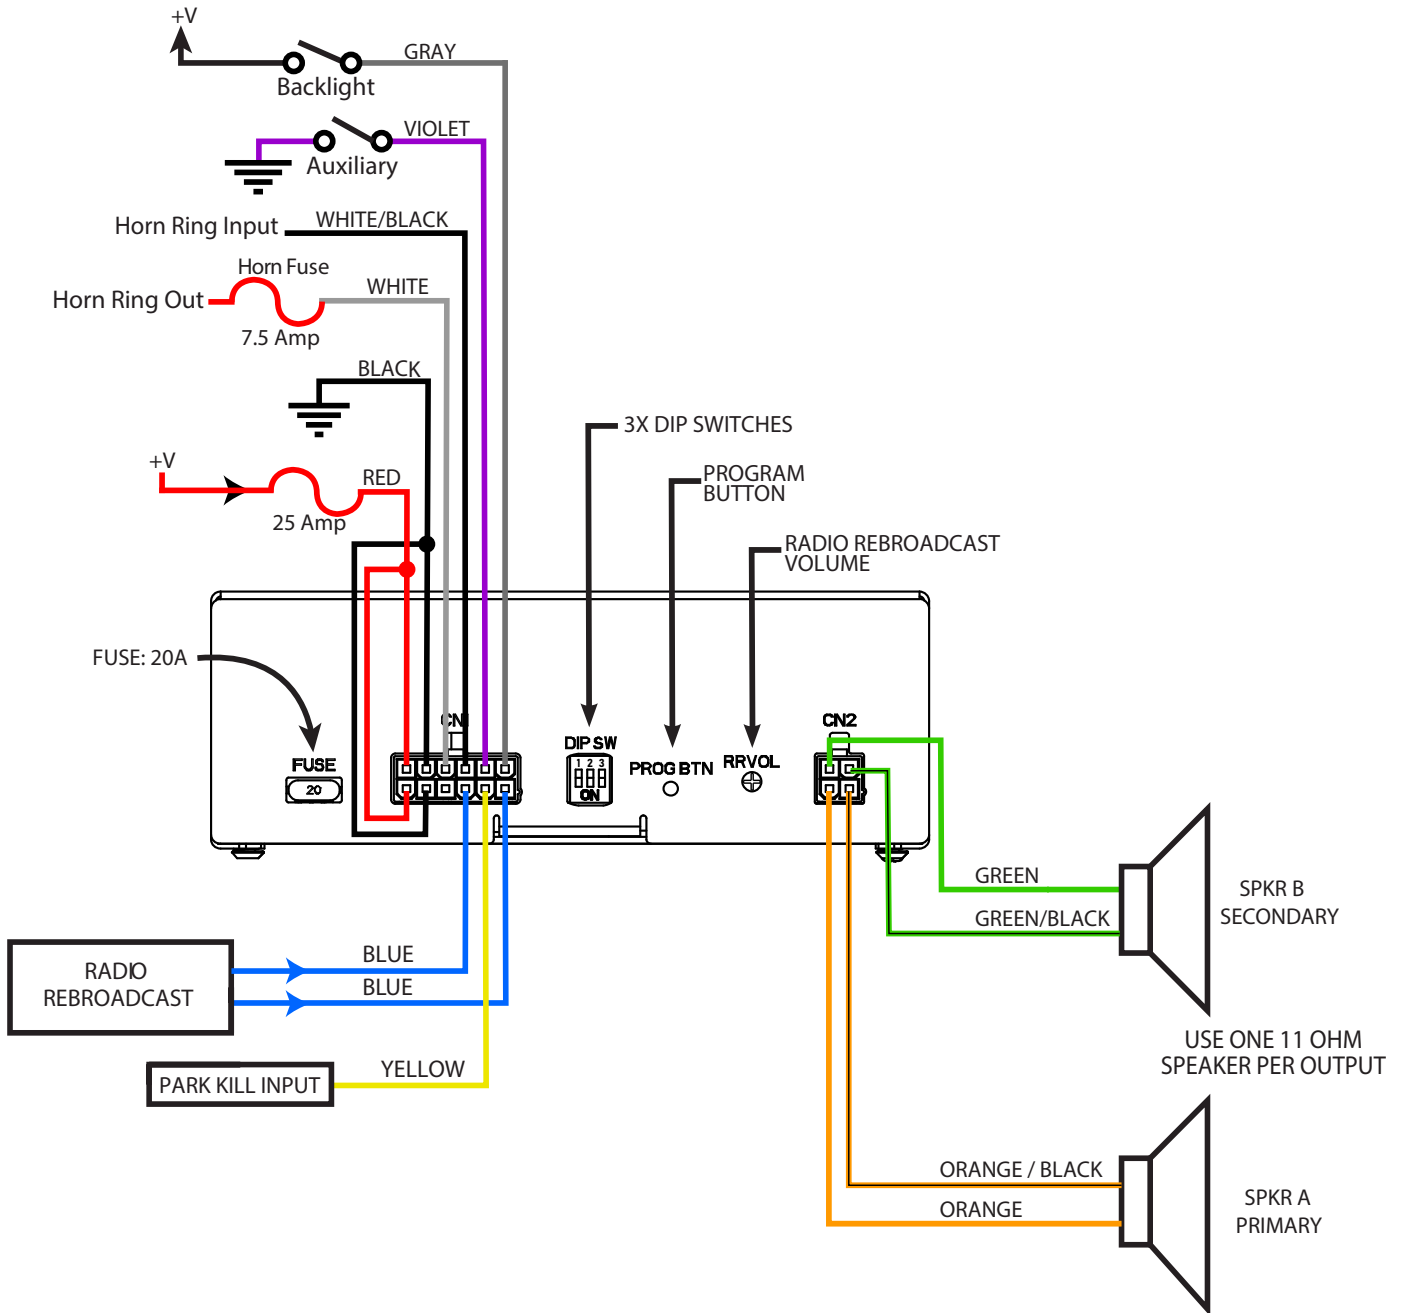 +V
GRAY
Backlight
VIOLET
Auxiliary
Horn Ring Input
WHITE/BLACK
Horn Fuse
Horn Ring Out
WHITE
7.5 Amp
BLACK
+V
RED
25 Amp
3X DIP SWITCHES
PROGRAM
BUTTON
RADIO REBROADCAST
VOLUME
FUSE: 20A
CN1
CN2
DIP SW
FUSE
PROG BTN
RRVOL
1 2 3
20
ON
GREEN
GREEN/BLACK
SPKR B
SECONDARY
RADIO
REBROADCAST
BLUE
BLUE
USE ONE 11 OHM
SPEAKER PER OUTPUT
PARK KILL INPUT
YELLOW
ORANGE / BLACK
ORANGE
SPKR A
PRIMARY